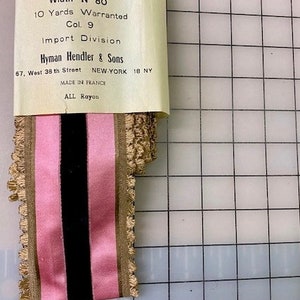 Width N° 80
10 Yards Warranted
Col. 9
Import Division
Hyman Hendler & Sons
67, West 38th Street NEW-YORK 18 NY
MADE IN FRANCE
ALL Rayon